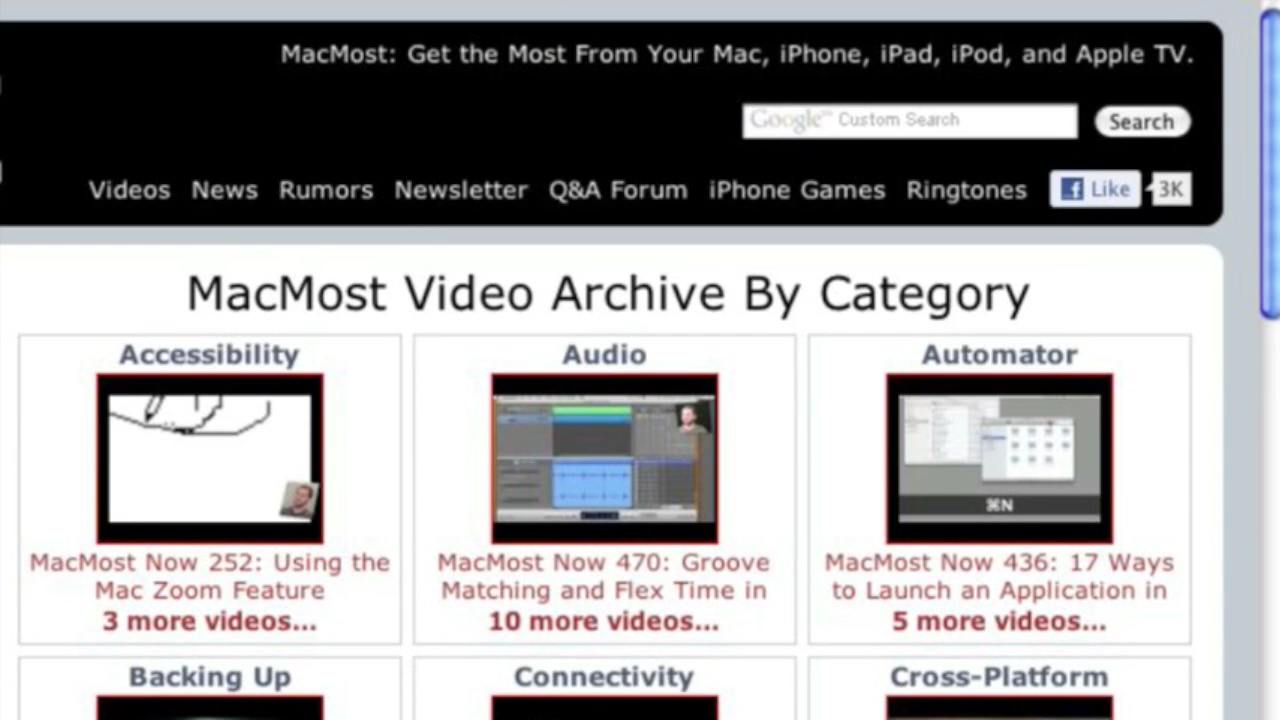 MacMost: Get the Most From Your Mac, iPhone, iPad, iPod, and Apple TV.
Google™ Custom Search
Search
Videos News Rumors Newsletter Q&A Forum iPhone Games Ringtones Like 3K
MacMost Video Archive By Category
Accessibility Audio Automator
⌘N
MacMost Now 252: Using the Mac Zoom Feature
3 more videos...
MacMost Now 470: Groove Matching and Flex Time in
10 more videos...
MacMost Now 436: 17 Ways to Launch an Application in
5 more videos...
Backing Up Connectivity Cross-Platform